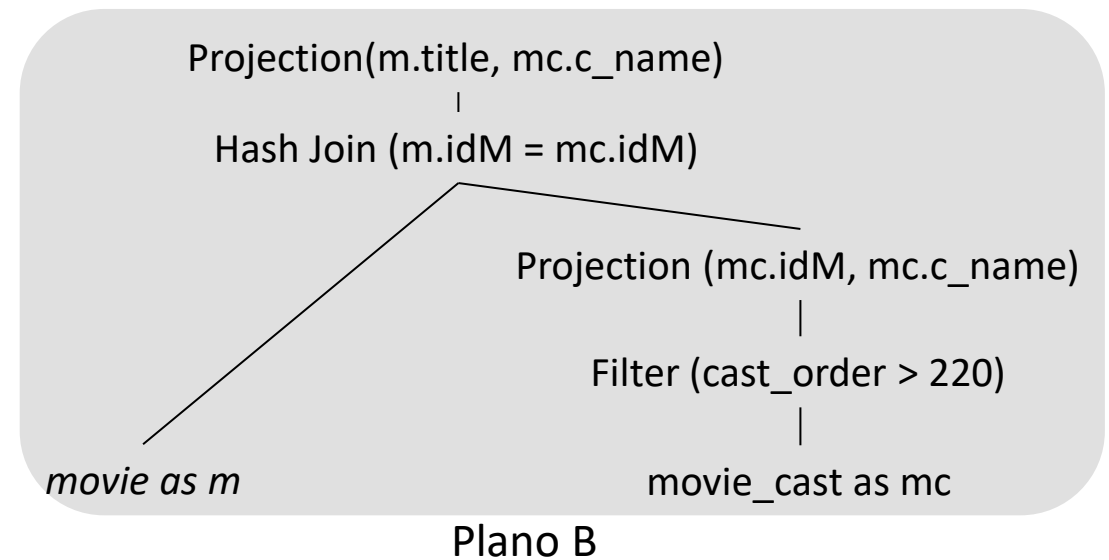 Projection(m.title, mc.c_name)
Hash Join (m.idM = mc.idM)
Projection (mc.idM, mc.c_name)
Filter (cast_order > 220)
movie as m
movie_cast as mc
Plano B